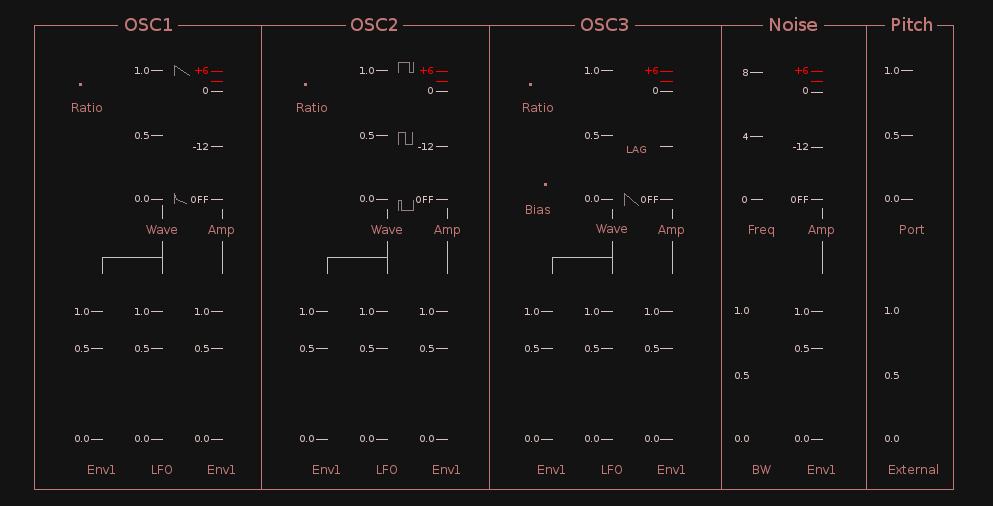 OSC1 OSC2 OSC3 Noise Pitch
1.0 +6 1.0 +6 1.0 +6 8 +6 1.0
0 0 0 0
Ratio Ratio Ratio
0.5 0.5 0.5 4 0.5
-12 -12 LAG -12
0.0 OFF 0.0 OFF 0.0 OFF 0 OFF 0.0
Bias
Wave Amp Wave Amp Wave Amp Freq Amp Port
1.0 1.0 1.0 1.0 1.0 1.0 1.0 1.0 1.0 1.0 1.0 1.0
0.5 0.5 0.5 0.5 0.5 0.5 0.5 0.5 0.5 0.5
0.5 0.5
0.0 0.0 0.0 0.0 0.0 0.0 0.0 0.0 0.0 0.0 0.0 0.0
Env1 LFO Env1 Env1 LFO Env1 Env1 LFO Env1 BW Env1 External